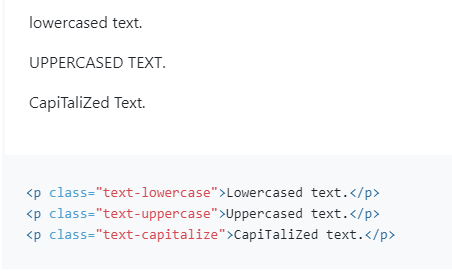 lowercased text.
UPPERCASED TEXT.
CapiTaliZed Text.
<p class="text-lowercase">Lowercased text.</p>
<p class="text-uppercase">Uppercased text.</p>
<p class="text-capitalize">CapiTaliZed text.</p>